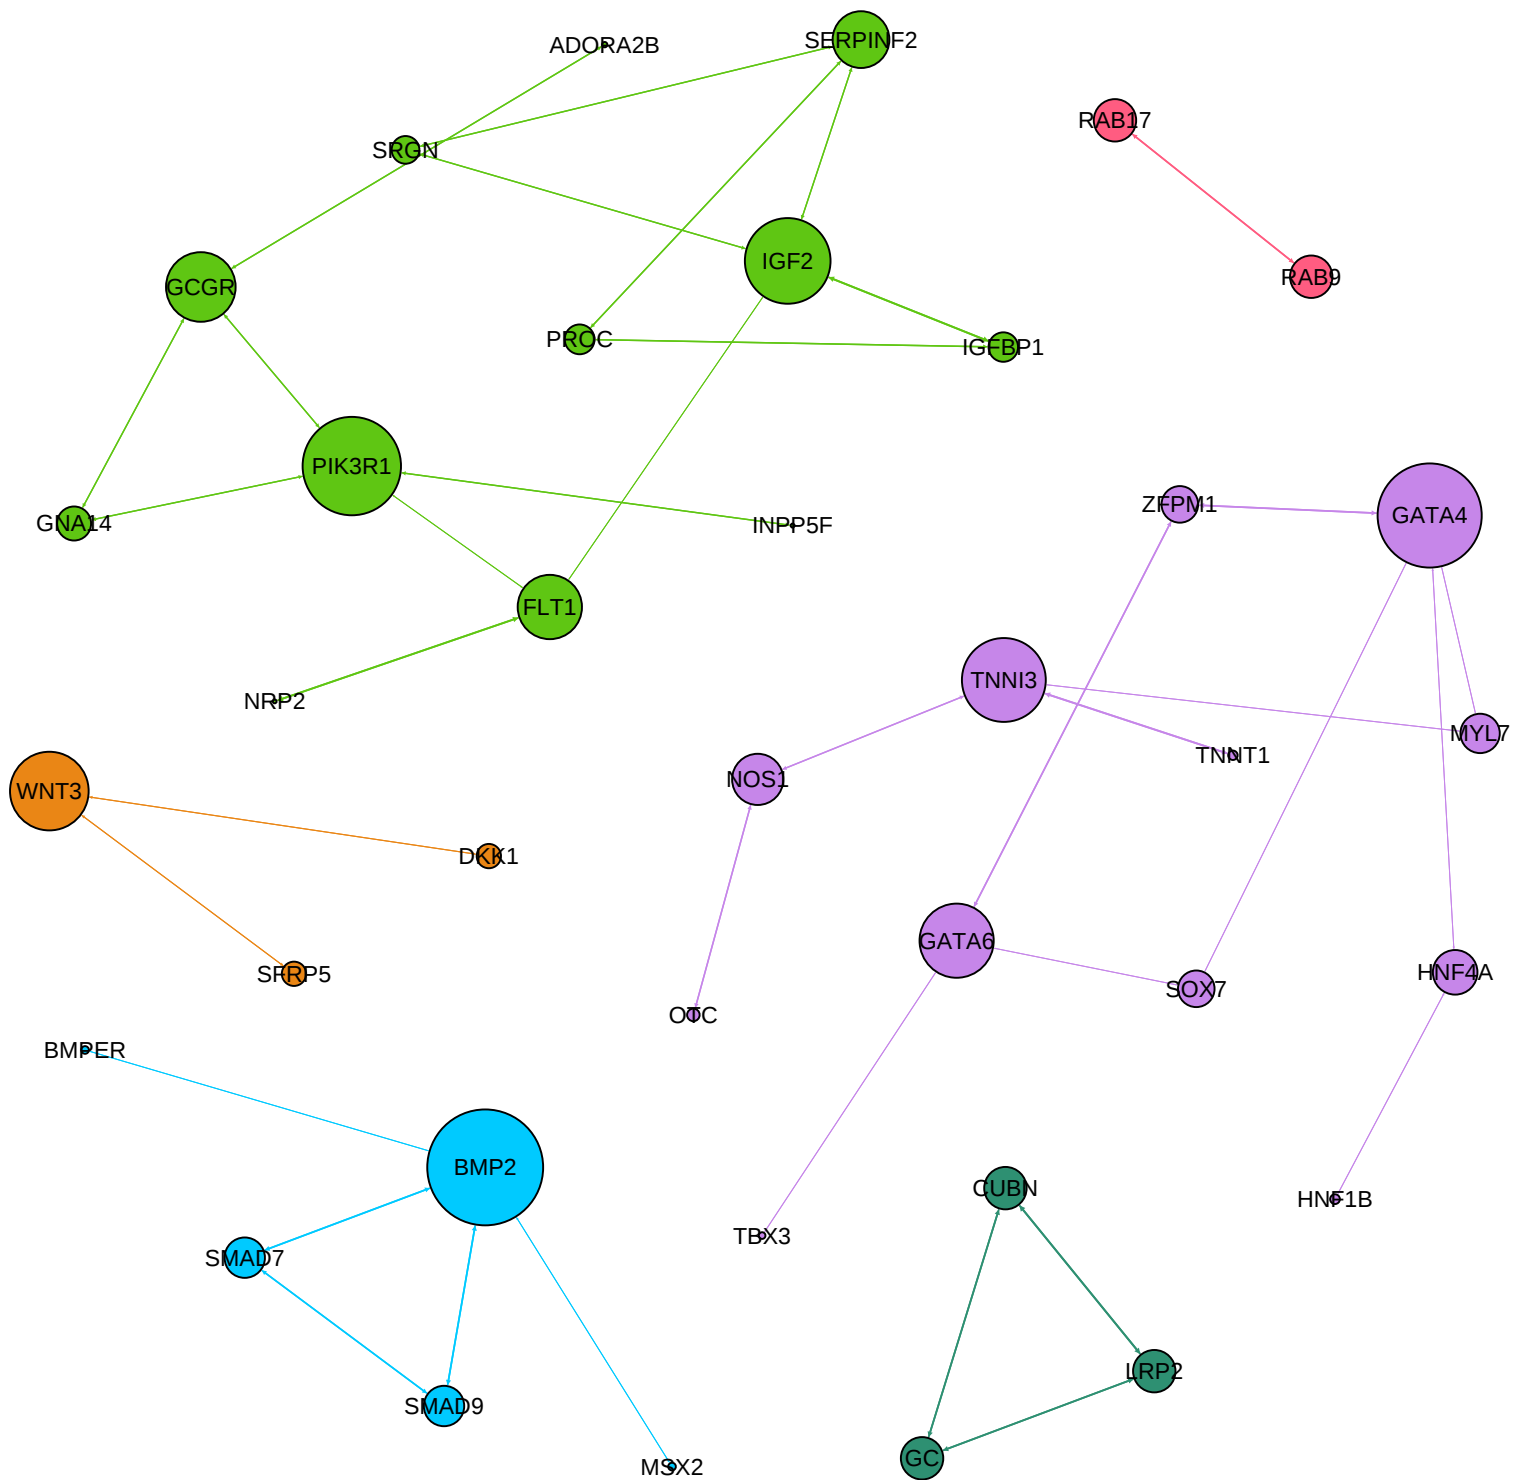 SERPINF2
ADORA2B
RAB17
SRGN
IGF2
RAB9
GCGR
PROC
IGFBP1
PIK3R1
ZFPM1
GATA4
GNA14
INPP5F
FLT1
TNNI3
NRP2
MYL7
TNNT1
NOS1
WNT3
DKK1
GATA6
SFRP5
HNF4A
SOX7
OTC
BMPER
BMP2
CUBN
HNF1B
TBX3
SMAD7
LRP2
SMAD9
GC
MSX2